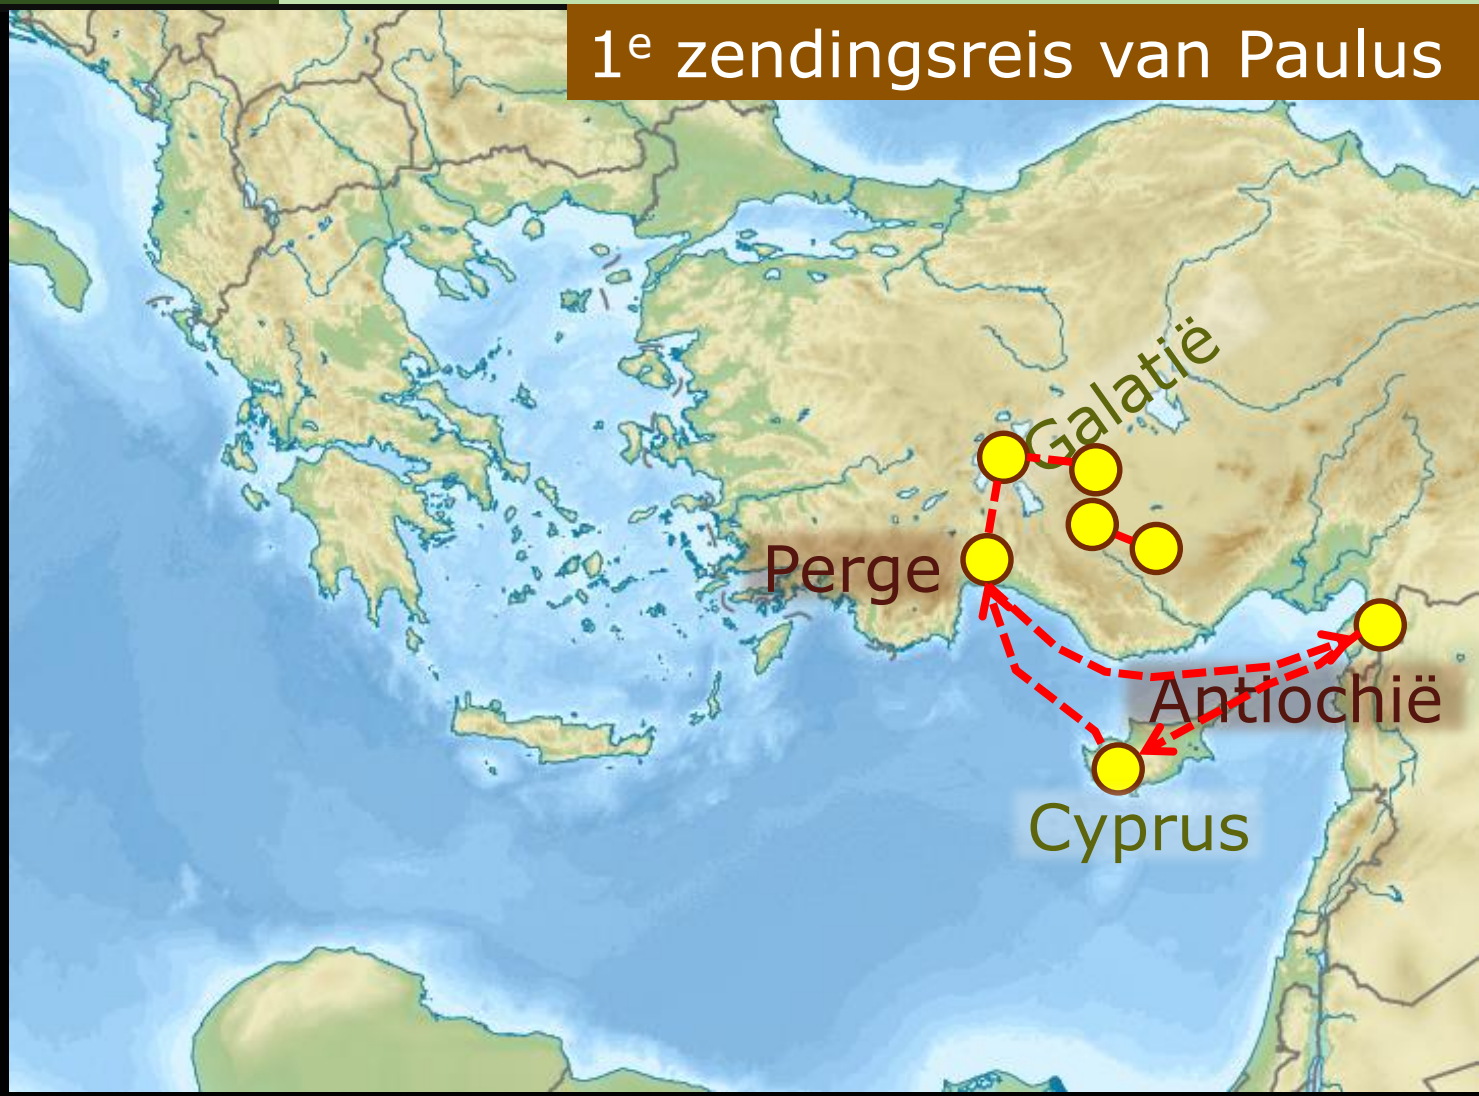 1e zendingsreis van Paulus
Galatië
Perge
Antiochië
Cyprus